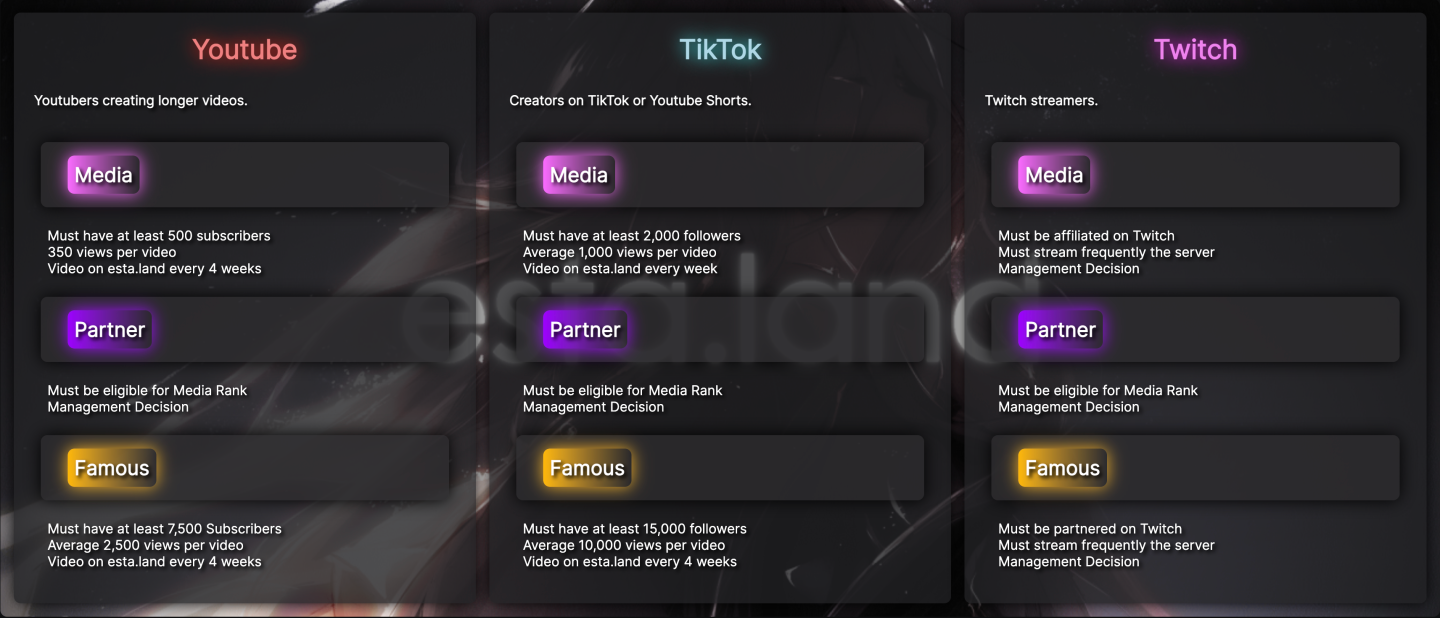 Youtube
Youtubers creating longer videos.
Media
Must have at least 500 subscribers
350 views per video
Video on esta.land every 4 weeks
Partner
Must be eligible for Media Rank
Management Decision
Famous
Must have at least 7,500 Subscribers
Average 2,500 views per video
Video on esta.land every 4 weeks
TikTok
Creators on TikTok or Youtube Shorts.
Media
Must have at least 2,000 followers
Average 1,000 views per video
Video on esta.land every week
Partner
Must be eligible for Media Rank
Management Decision
Famous
Must have at least 15,000 followers
Average 10,000 views per video
Video on esta.land every 4 weeks
Twitch
Twitch streamers.
Media
Must be affiliated on Twitch
Must stream frequently the server
Management Decision
Partner
Must be eligible for Media Rank
Management Decision
Famous
Must be partnered on Twitch
Must stream frequently the server
Management Decision
esta.land